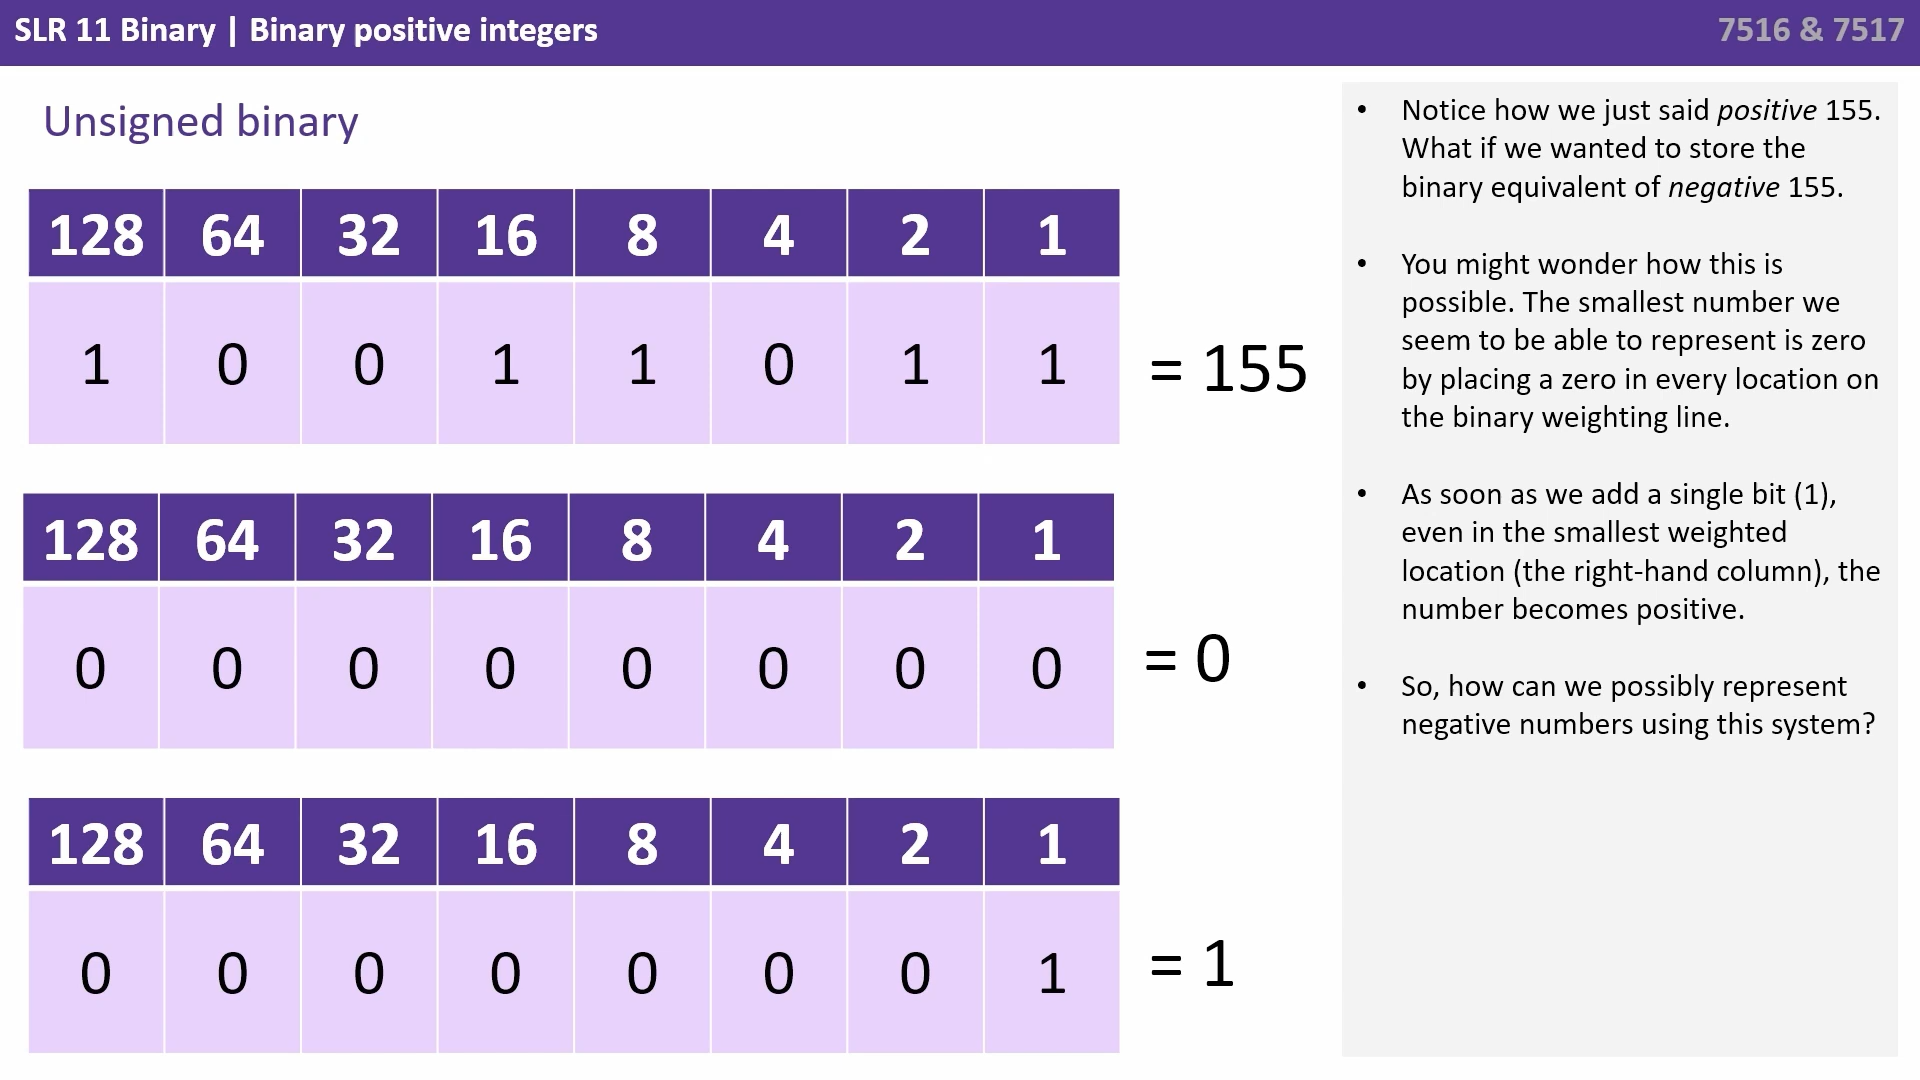 SLR 11 Binary | Binary positive integers
7516 & 7517
Unsigned binary
128 64 32 16 8 4 2 1
1 0 0 1 1 0 1 1
= 155
128 64 32 16 8 4 2 1
0 0 0 0 0 0 0 0
= 0
128 64 32 16 8 4 2 1
0 0 0 0 0 0 0 1
= 1
• Notice how we just said positive 155.
What if we wanted to store the
binary equivalent of negative 155.
• You might wonder how this is
possible. The smallest number we
seem to be able to represent is zero
by placing a zero in every location on
the binary weighting line.
• As soon as we add a single bit (1),
even in the smallest weighted
location (the right-hand column), the
number becomes positive.
• So, how can we possibly represent
negative numbers using this system?